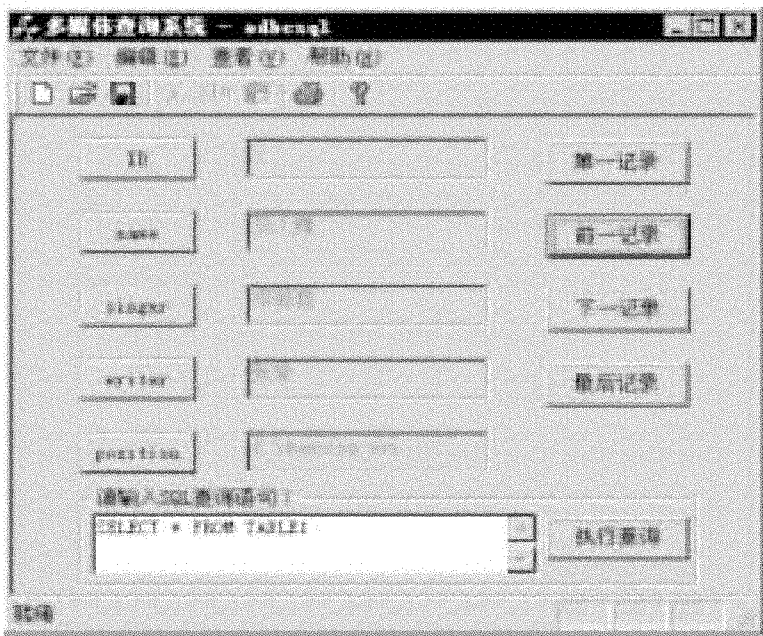 多媒体查询系统 - odbcsql
文件(F) 编辑(E) 查看(V) 帮助(H)
ID
第一记录
name
前一记录
singer
下一记录
writer
最后记录
position
请输入SQL查询语句:
SELECT * FROM TABLE1
执行查询
就绪